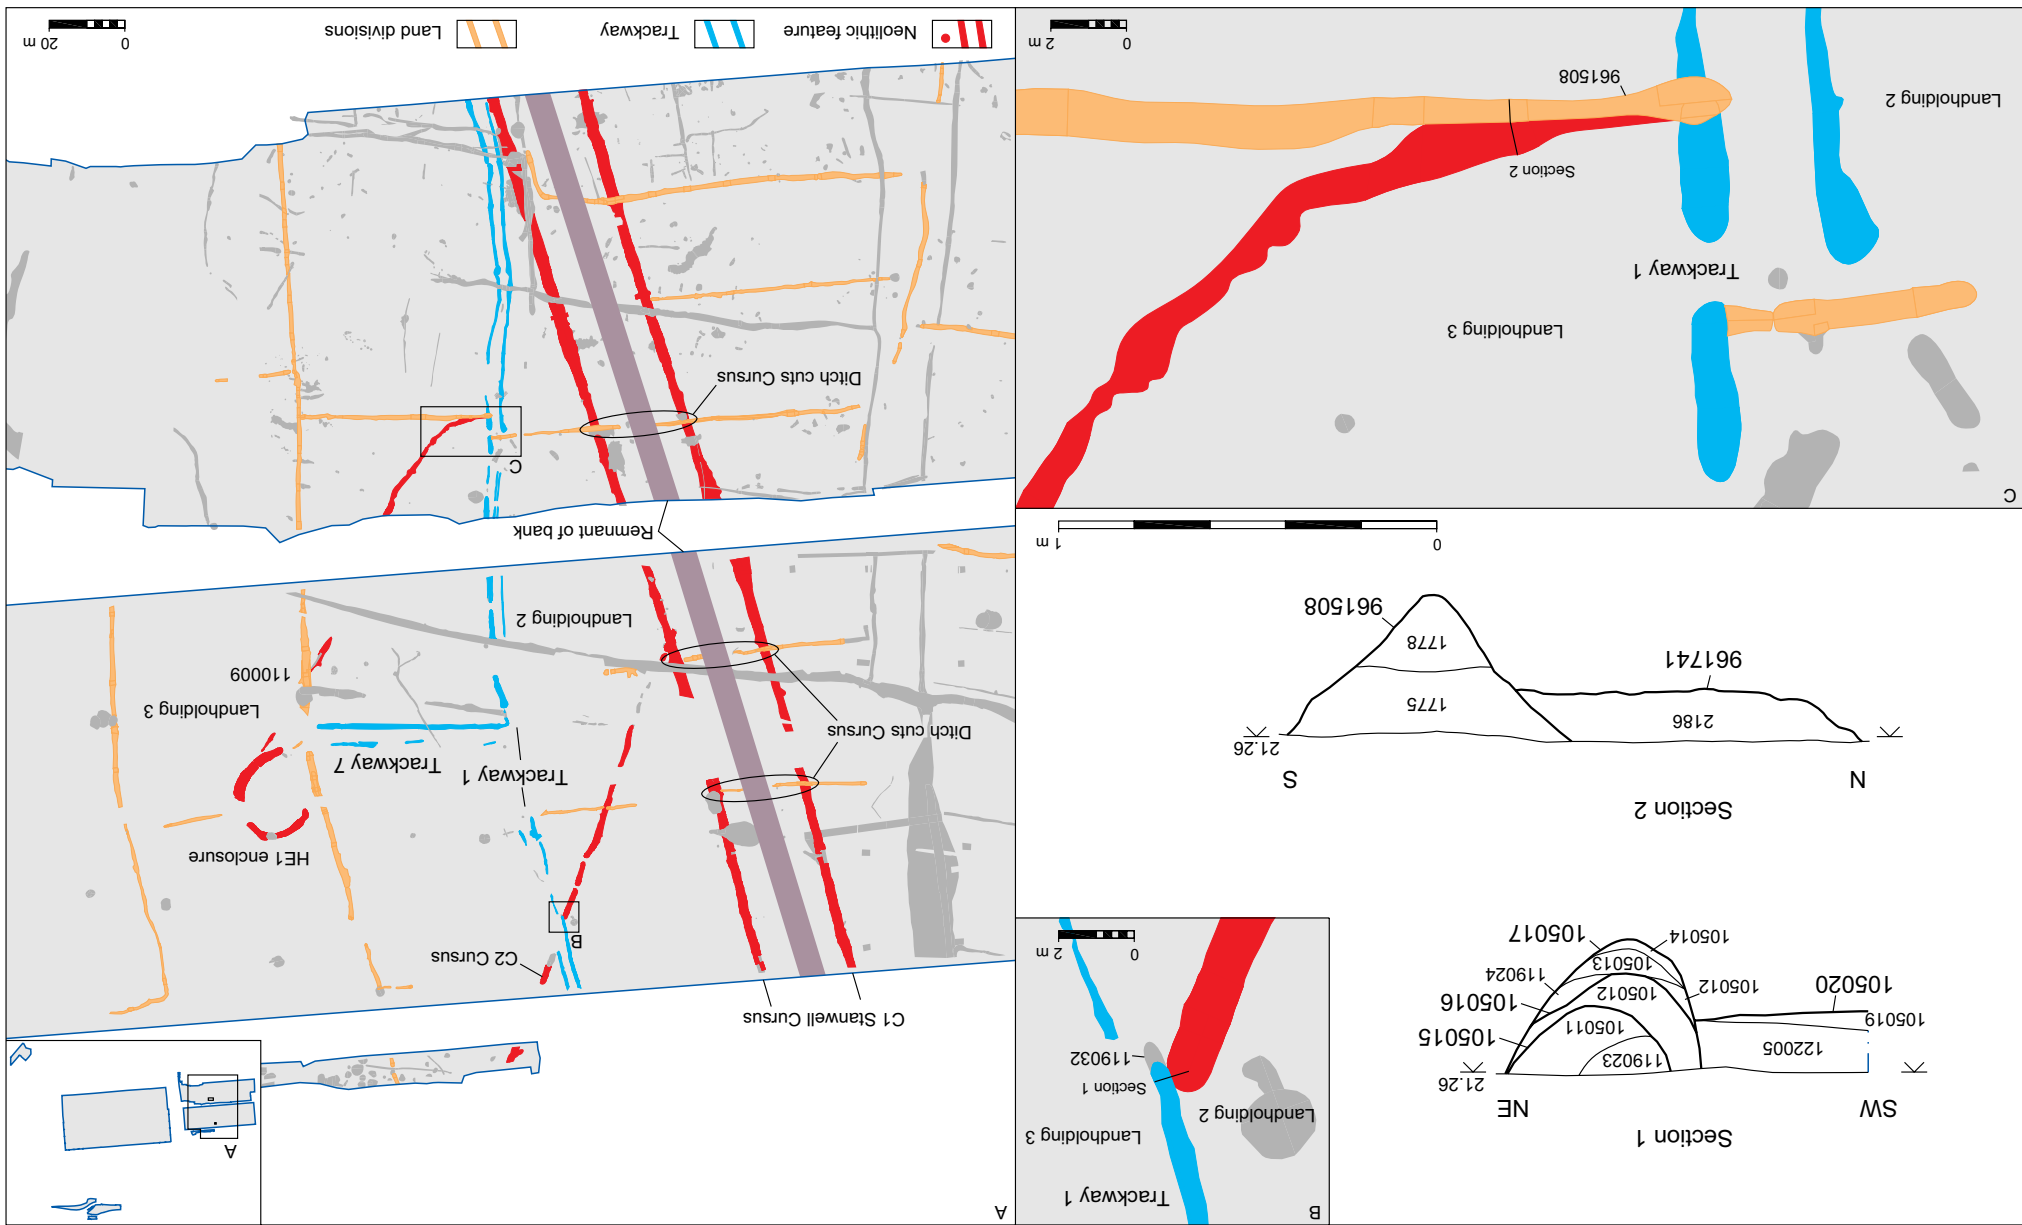 A
A
C1 Stanwell Cursus
C2 Cursus
B
HE1 enclosure
Trackway 1
Trackway 7
Ditch cuts Cursus
Landholding 3
110009
Landholding 2
Remnant of bank
C
Ditch cuts Cursus
Neolithic feature
Trackway
Land divisions
0
20 m
B
Trackway 1
Landholding 3
Landholding 2
Section 1
119032
0
2 m
Section 1
SW
NE
21.26
122005
105019
105020
119023
105011
105015
105012
105016
105012
119024
105013
105014
105017
Section 2
N
S
21.26
2186
961741
1775
1778
961508
0
1 m
C
Landholding 3
Trackway 1
Section 2
Landholding 2
961508
0
2 m